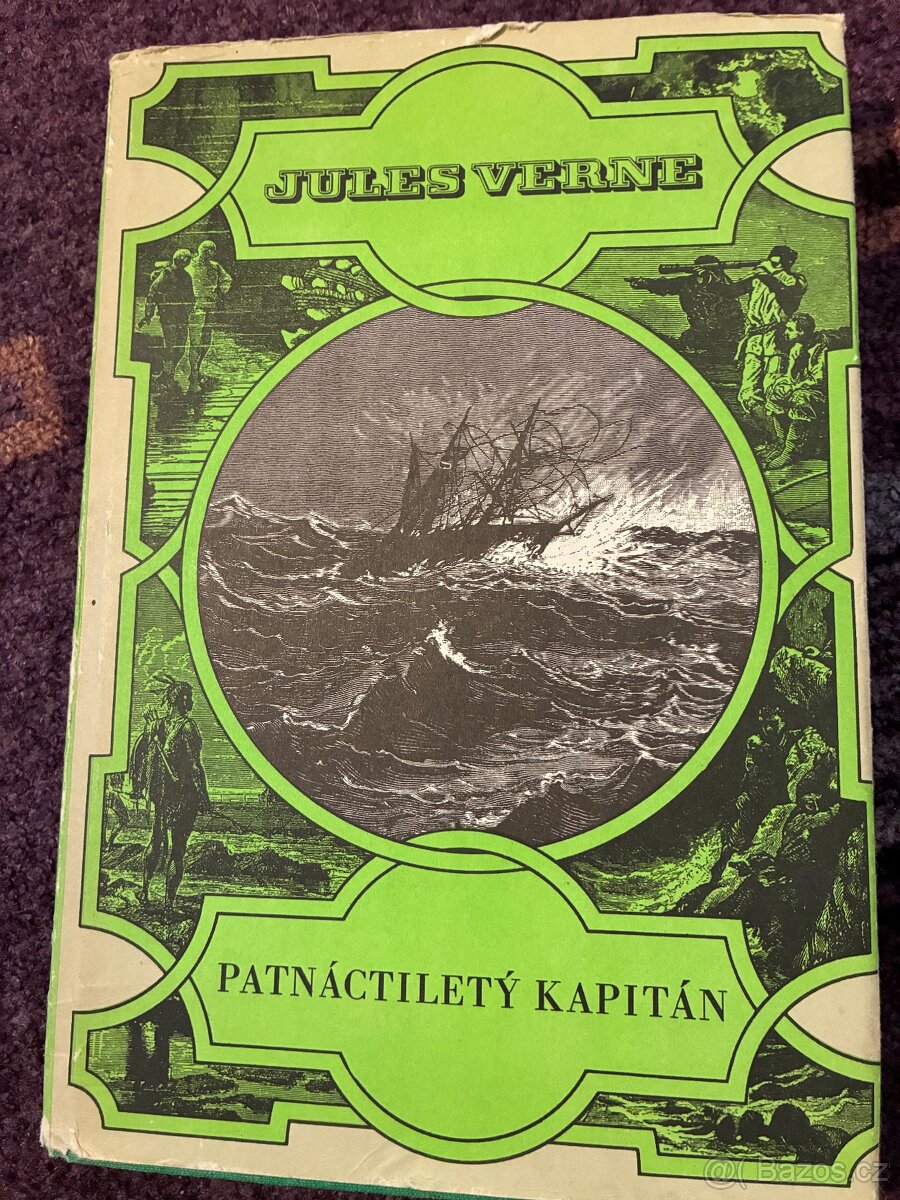 JULES VERNE
PATNÁCTILETÝ KAPITÁN
@ Bazos.cz